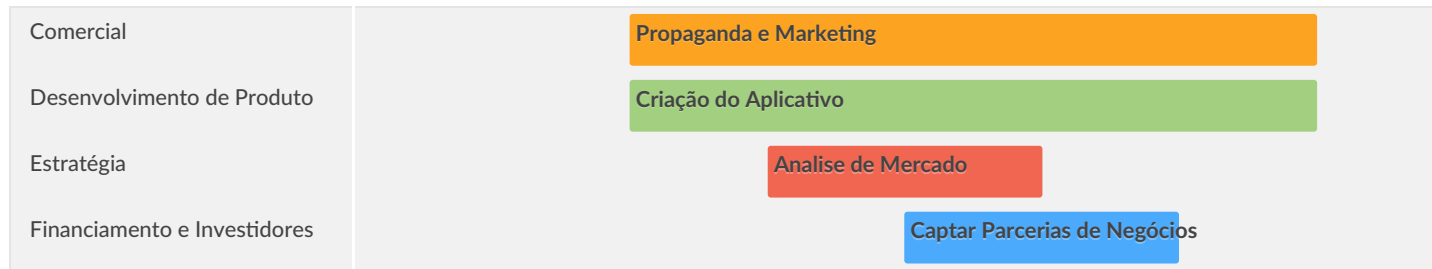 Comercial
Propaganda e Marketing
Desenvolvimento de Produto
Criação do Aplicativo
Estratégia
Analise de Mercado
Financiamento e Investidores
Captar Parcerias de Negócios